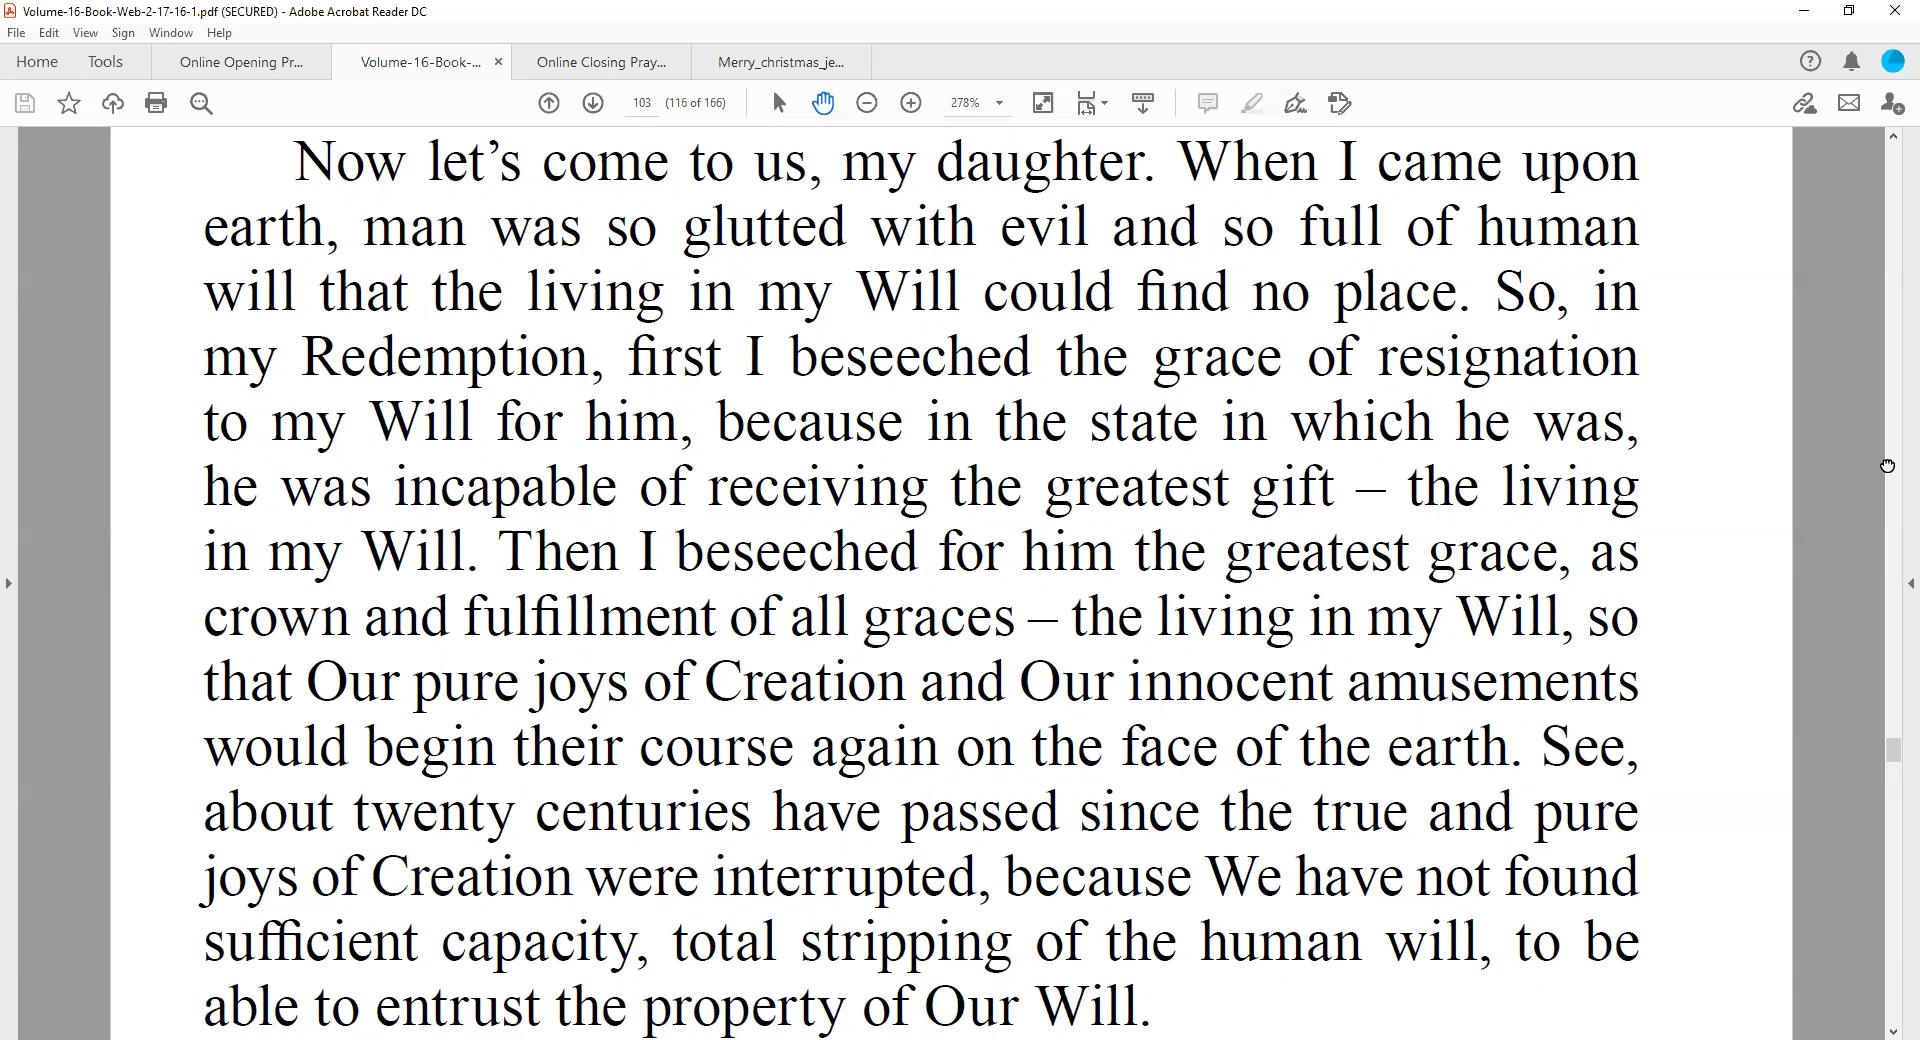 Volume-16-Book-Web-2-17-16-1.pdf (SECURED) - Adobe Acrobat Reader DC
File Edit View Sign Window Help
Home Tools Online Opening Pr... Volume-16-Book-... × Online Closing Pray... Merry_christmas_je...
103 (116 of 166) 278%
Now let’s come to us, my daughter. When I came upon
earth, man was so glutted with evil and so full of human
will that the living in my Will could find no place. So, in
my Redemption, first I beseeched the grace of resignation
to my Will for him, because in the state in which he was,
he was incapable of receiving the greatest gift – the living
in my Will. Then I beseeched for him the greatest grace, as
crown and fulfillment of all graces – the living in my Will, so
that Our pure joys of Creation and Our innocent amusements
would begin their course again on the face of the earth. See,
about twenty centuries have passed since the true and pure
joys of Creation were interrupted, because We have not found
sufficient capacity, total stripping of the human will, to be
able to entrust the property of Our Will.